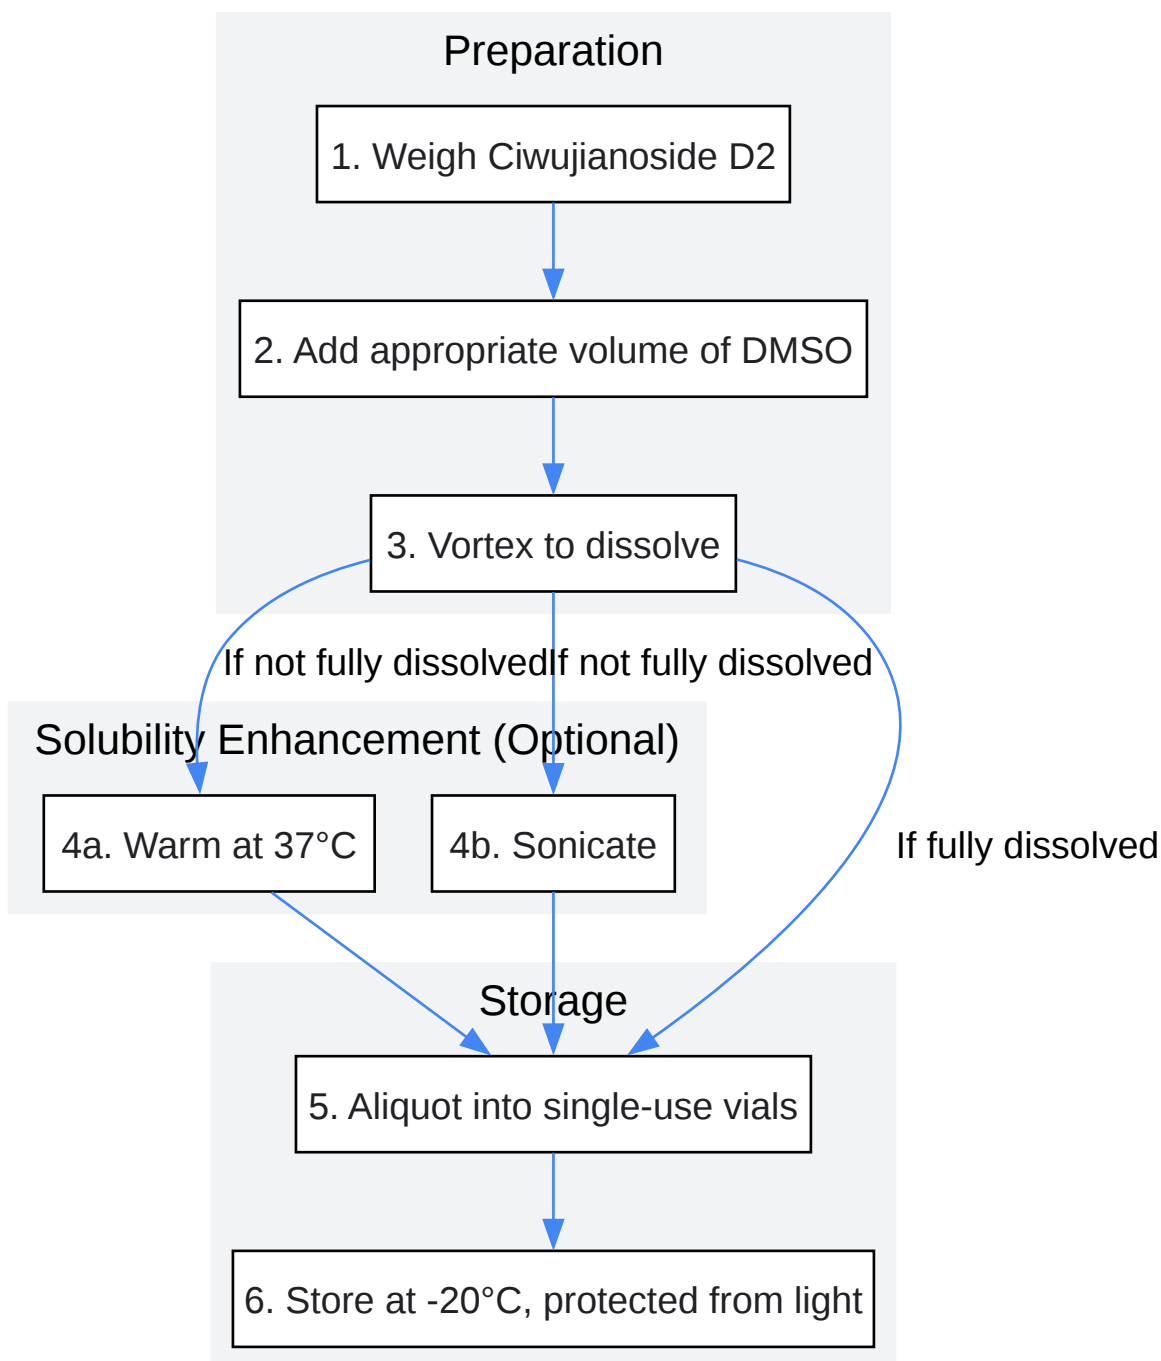 Preparation
1. Weigh Ciwujianoside D2
2. Add appropriate volume of DMSO
3. Vortex to dissolve
If not fully dissolved
If not fully dissolved
Solubility Enhancement (Optional)
4a. Warm at 37°C
4b. Sonicate
If fully dissolved
Storage
5. Aliquot into single-use vials
6. Store at -20°C, protected from light